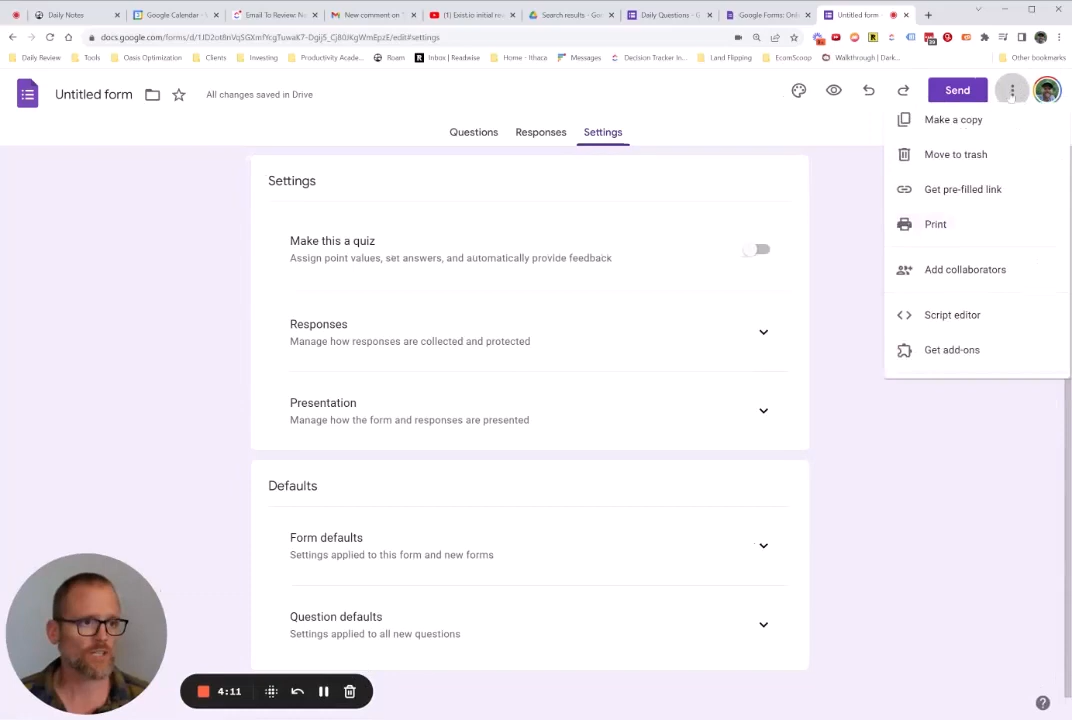 Daily Notes
Google Calendar - V
Email To Review: Ne
New comment on "
(1) Exist.io initial re
Search results - Goo
Daily Questions - G
Google Forms: Onli
Untitled form
docs.google.com/forms/d/
/edit#settings
Daily Review
Tools
Oasis Optimization
Clients
Investing
Productivity Acade...
Roam
Inbox | Readwise
Home - Ithaca
Messages
Decision Tracker In...
Land Flipping
EcomScoop
Walkthrough | Dark...
Other bookmarks
Untitled form
All changes saved in Drive
Send
Questions
Responses
Settings
Make a copy
Move to trash
Get pre-filled link
Print
Add collaborators
Script editor
Get add-ons
Settings
Make this a quiz
Assign point values, set answers, and automatically provide feedback
Responses
Manage how responses are collected and protected
Presentation
Manage how the form and responses are presented
Defaults
Form defaults
Settings applied to this form and new forms
Question defaults
Settings applied to all new questions
4:11